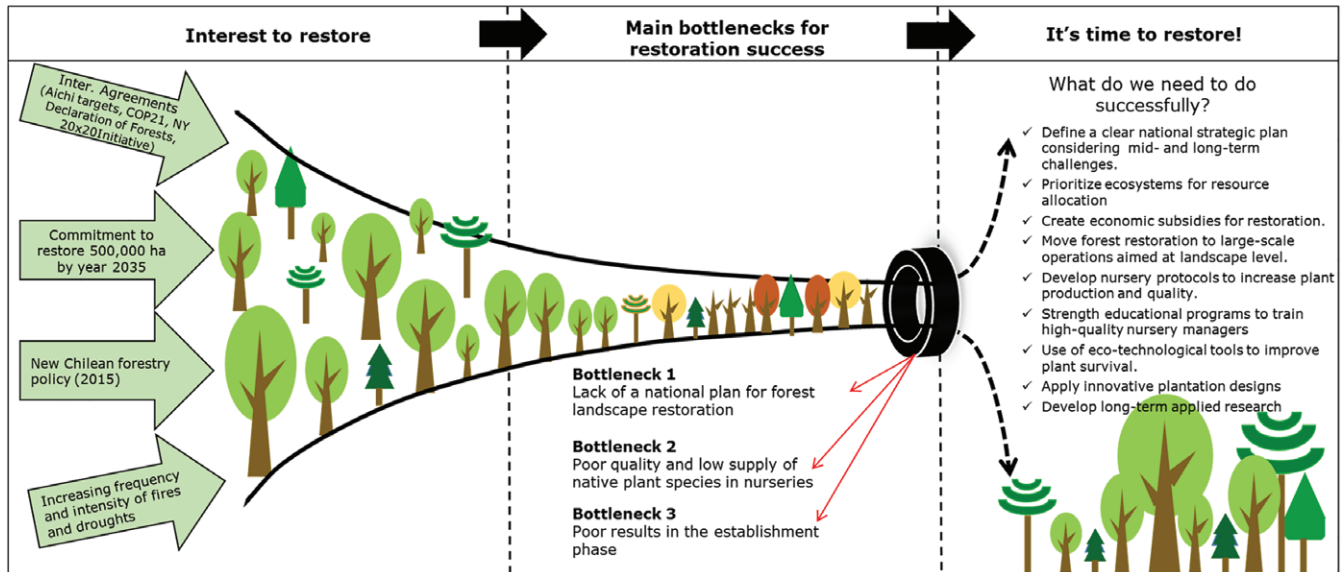 Interest to restore
Main bottlenecks for
restoration success
It's time to restore!
Inter. Agreements
(Aichi targets, COP21, NY
Declaration of Forests,
20x20Initiative)
Commitment to
restore 500,000 ha
by year 2035
New Chilean forestry
policy (2015)
Increasing frequency
and intensity of fires
and droughts
Bottleneck 1
Lack of a national plan for forest
landscape restoration
Bottleneck 2
Poor quality and low supply of
native plant species in nurseries
Bottleneck 3
Poor results in the establishment
phase
What do we need to do
successfully?
✓ Define a clear national strategic plan
considering mid- and long-term
challenges.
✓ Prioritize ecosystems for resource
allocation
✓ Create economic subsidies for restoration.
✓ Move forest restoration to large-scale
operations aimed at landscape level.
✓ Develop nursery protocols to increase plant
production and quality.
✓ Strength educational programs to train
high-quality nursery managers
✓ Use of eco-technological tools to improve
plant survival.
✓ Apply innovative plantation designs
✓ Develop long-term applied research